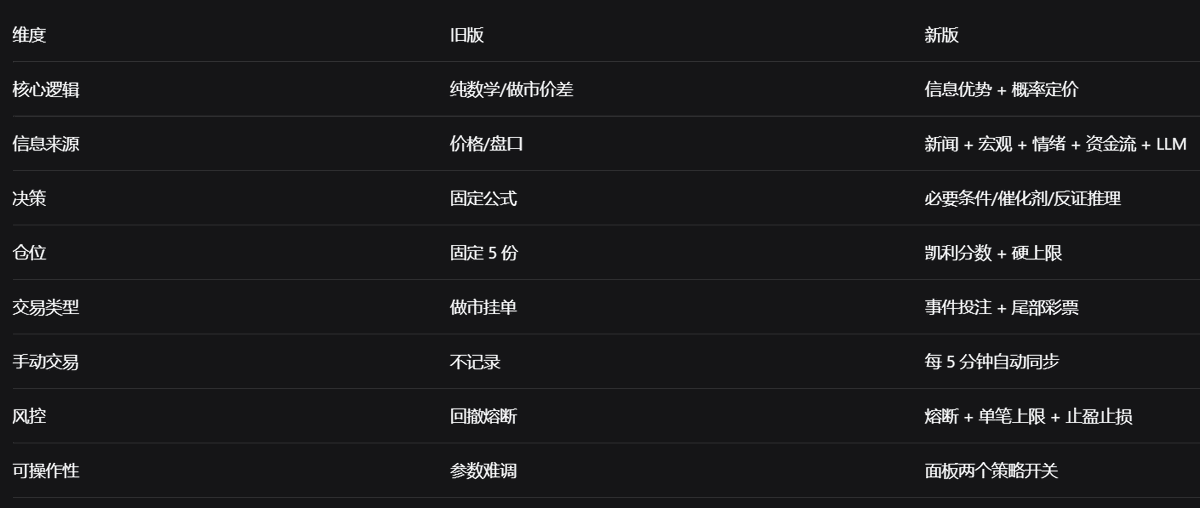 维度 旧版 新版
核心逻辑 纯数学/做市价差 信息优势 + 概率定价
信息来源 价格/盘口 新闻 + 宏观 + 情绪 + 资金流 + LLM
决策 固定公式 必要条件/催化剂/反证推理
仓位 固定 5 份 凯利分数 + 硬上限
交易类型 做市挂单 事件投注 + 尾部彩票
手动交易 不记录 每 5 分钟自动同步
风控 回撤熔断 熔断 + 单笔上限 + 止盈止损
可操作性 参数难调 面板两个策略开关